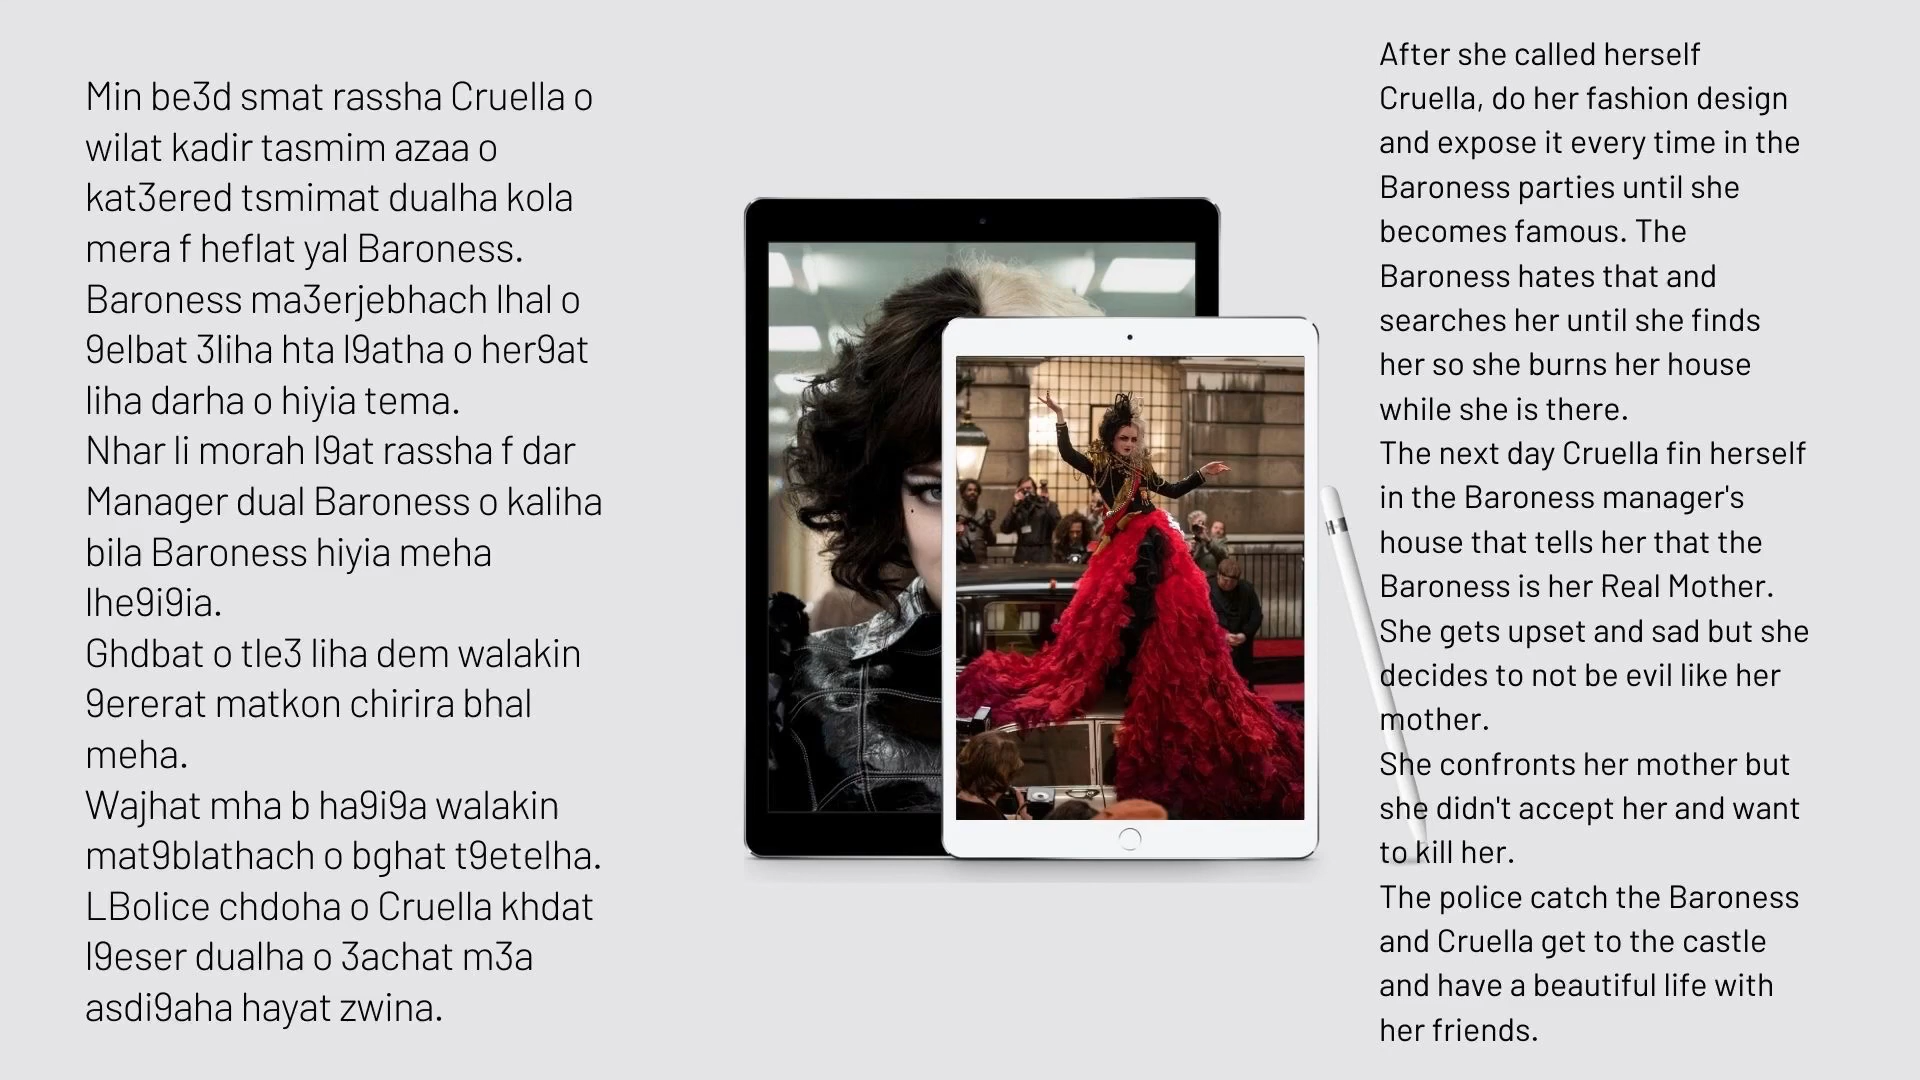 Min be3d smat rassha Cruella o
wilat kadir tasmim azaa o
kat3ered tsmimat dualha kola
mera f heflat yal Baroness.
Baroness ma3erjebhach lhal o
9elbat 3liha hta l9atha o her9at
liha darha o hiyia tema.
Nhar li morah l9at rassha f dar
Manager dual Baroness o kaliha
bila Baroness hiyia meha
lhe9i9ia.
Ghdbat o tle3 liha dem walakin
9ererat matkon chirira bhal
meha.
Wajhat mha b ha9i9a walakin
mat9blathach o bghat t9etelha.
LBolice chdoha o Cruella khdat
l9eser dualha o 3achat m3a
asdi9aha hayat zwina.
After she called herself
Cruella, do her fashion design
and expose it every time in the
Baroness parties until she
becomes famous. The
Baroness hates that and
searches her until she finds
her so she burns her house
while she is there.
The next day Cruella fin herself
in the Baroness manager's
house that tells her that the
Baroness is her Real Mother.
She gets upset and sad but she
decides to not be evil like her
mother.
She confronts her mother but
she didn't accept her and want
to kill her.
The police catch the Baroness
and Cruella get to the castle
and have a beautiful life with
her friends.